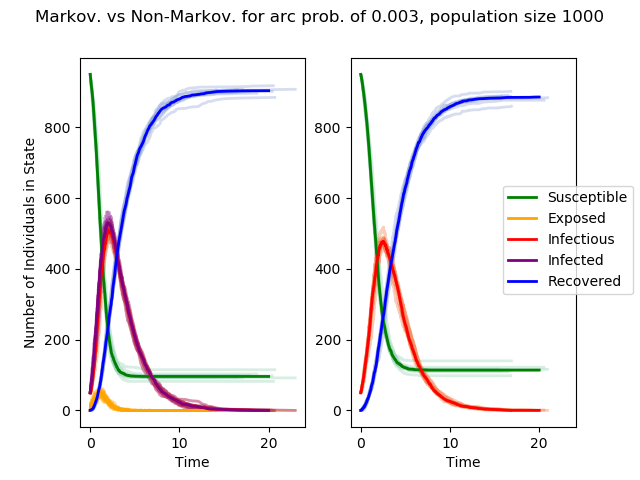 Markov. vs Non-Markov. for arc prob. of 0.003, population size 1000
Number of Individuals in State
800
600
400
200
0
0 10 20
Time
800
600
400
200
0
0 10 20
Time
Susceptible
Exposed
Infectious
Infected
Recovered